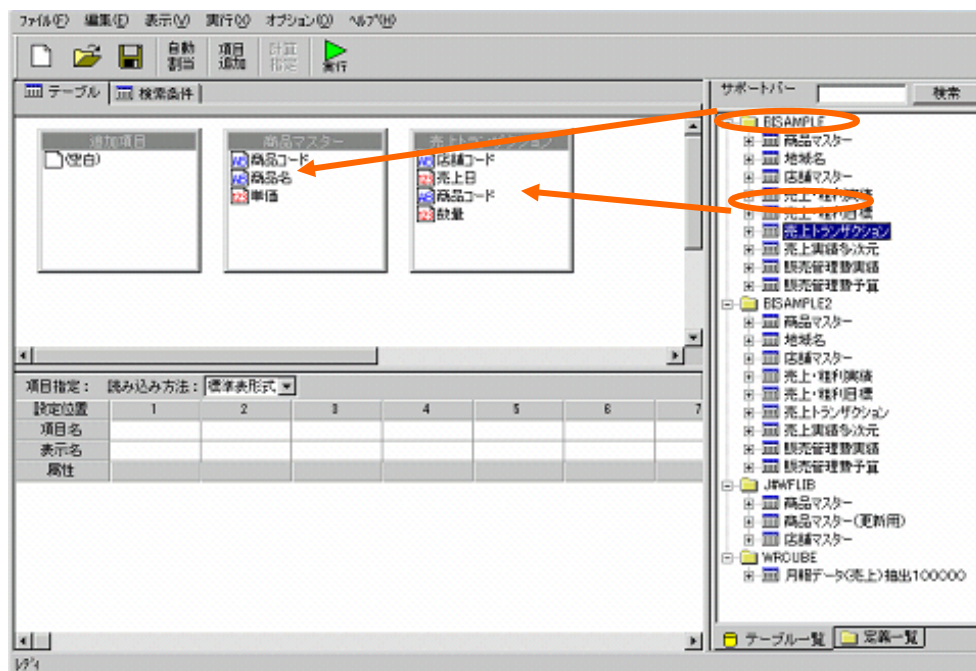 ファイル(F) 編集(E) 表示(V) 実行(X) オプション(O) ヘルプ(H)
自動割当 項目追加 計算指定 実行
テーブル 検索条件
追加項目
(空白)
商品マスター
商品コード
商品名
単価
売上トランザクション
店舗コード
売上日
商品コード
数量
項目指定: 読み込み方法: 標準表形式
設定位置 1 2 3 4 5 6 7
項目名
表示名
属性
レディ
サポートバー 検索
BISAMPLE
商品マスター
地域名
店舗マスター
売上・粗利実績
売上・粗利目標
売上トランザクション
売上実績多次元
販売管理費実績
販売管理費予算
BISAMPLE2
商品マスター
地域名
店舗マスター
売上・粗利実績
売上・粗利目標
売上トランザクション
売上実績多次元
販売管理費実績
販売管理費予算
J#WFLIB
商品マスター
商品マスター(更新用)
店舗マスター
WRCUBE
月報データ(売上)抽出100000
テーブル一覧 定義一覧